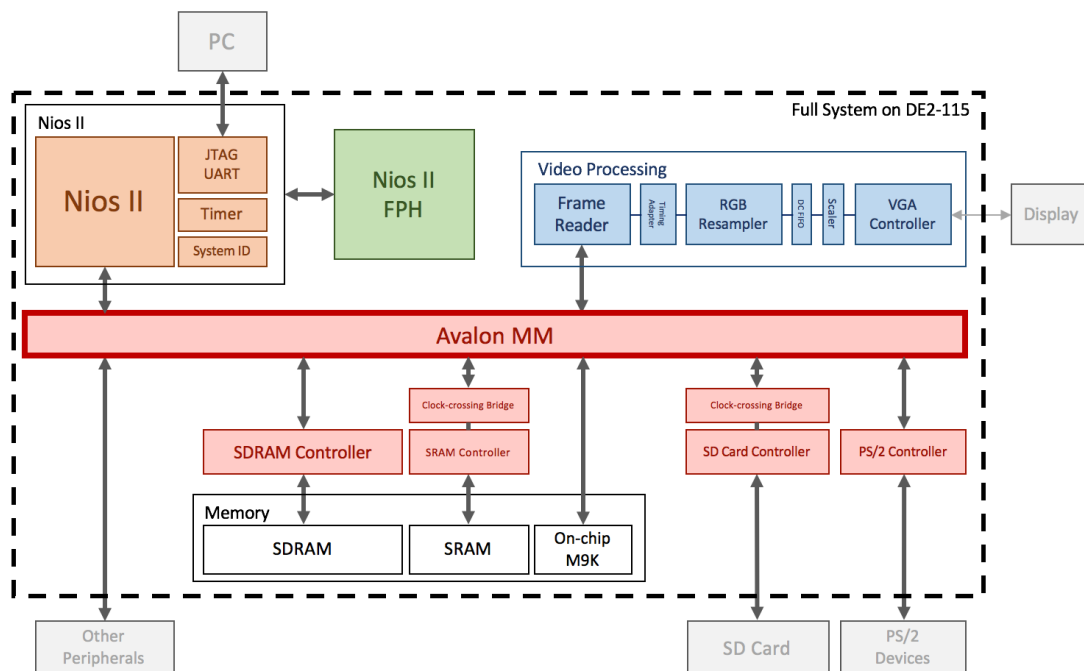 PC
Full System on DE2-115
Nios II
Nios II
JTAG
UART
Timer
System ID
Nios II
FPH
Video Processing
Frame
Reader
Timing
Adapter
RGB
Resampler
DC FIFO
Scaler
VGA
Controller
Display
Avalon MM
Clock-crossing Bridge
Clock-crossing Bridge
SDRAM Controller
SRAM Controller
SD Card Controller
PS/2 Controller
Memory
SDRAM
SRAM
On-chip
M9K
Other
Peripherals
SD Card
PS/2
Devices